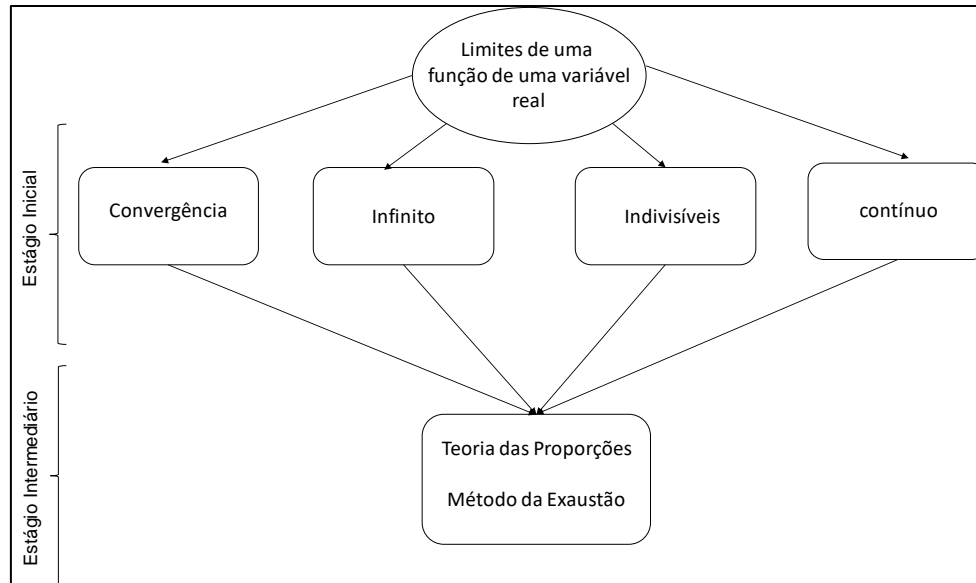 Limites de uma
função de uma variável
real
Estágio Inicial
Convergência
Infinito
Indivisíveis
contínuo
Estágio Intermediário
Teoria das Proporções
Método da Exaustão